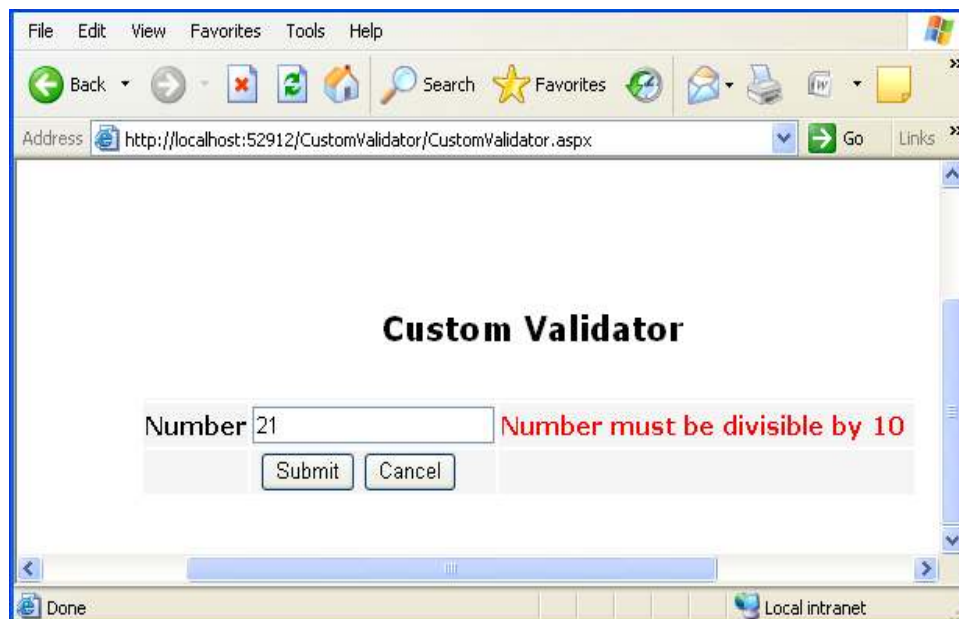 File Edit View Favorites Tools Help
Back Search Favorites
Address http://localhost:52912/CustomValidator/CustomValidator.aspx Go Links
Custom Validator
Number 21 Number must be divisible by 10
Submit Cancel
Done Local intranet